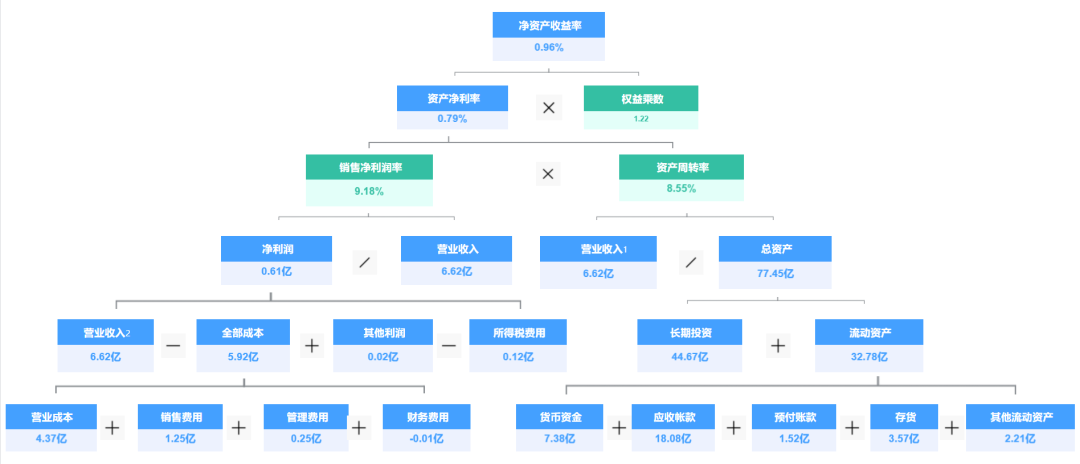 净资产收益率
0.96%
资产净利率
×
权益乘数
0.79%
1.22
销售净利润率
×
资产周转率
9.18%
8.55%
净利润
/
营业收入
营业收入1
/
总资产
0.61亿
6.62亿
6.62亿
77.45亿
营业收入2
—
全部成本
+
其他利润
—
所得税费用
长期投资
+
流动资产
6.62亿
5.92亿
0.02亿
0.12亿
44.67亿
32.78亿
营业成本
+
销售费用
+
管理费用
+
财务费用
货币资金
+
应收帐款
+
预付账款
+
存货
+
其他流动资产
4.37亿
1.25亿
0.25亿
-0.01亿
7.38亿
18.08亿
1.52亿
3.57亿
2.21亿